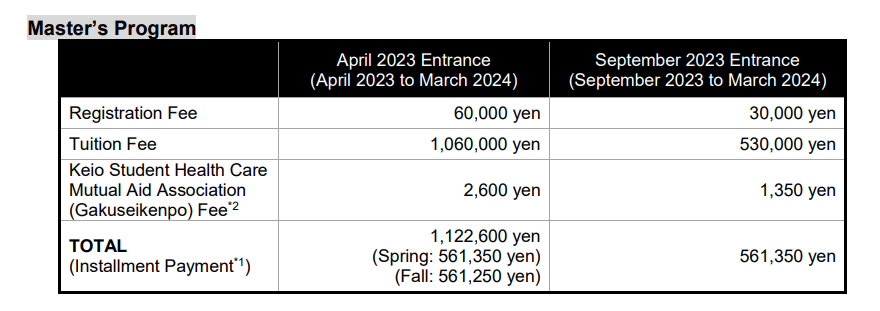 Master's Program
April 2023 Entrance
(April 2023 to March 2024)
September 2023 Entrance
(September 2023 to March 2024)
Registration Fee
60,000 yen
30,000 yen
Tuition Fee
1,060,000 yen
530,000 yen
Keio Student Health Care
Mutual Aid Association
(Gakuseikenpo) Fee*2
2,600 yen
1,350 yen
TOTAL
(Installment Payment*1)
1,122,600 yen
(Spring: 561,350 yen)
(Fall: 561,250 yen)
561,350 yen